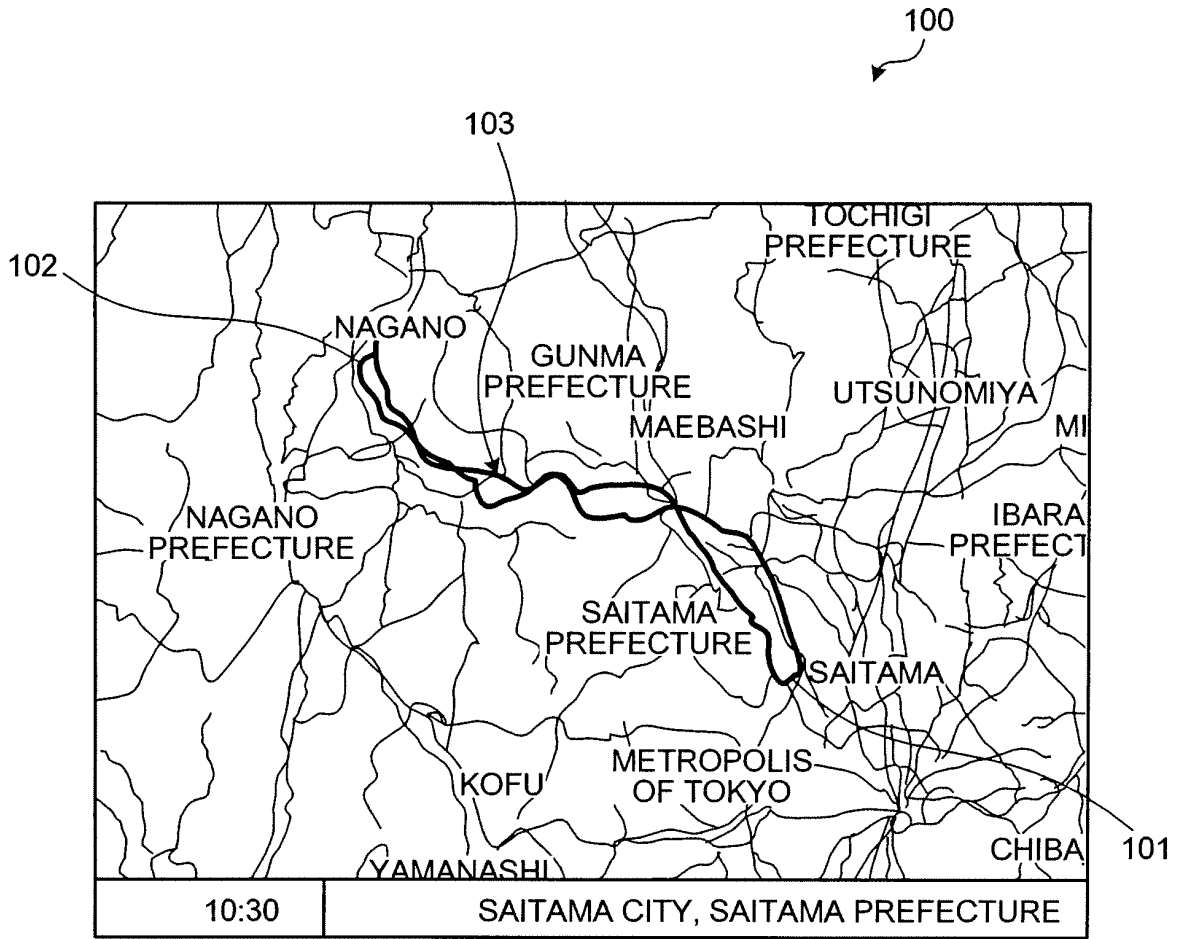 100
103
TOCHIGI
PREFECTURE
102
NAGANO
GUNMA
PREFECTURE
UTSUNOMIYA
MAEBASHI
MI
NAGANO
PREFECTURE
IBARA
PREFECT
SAITAMA
PREFECTURE
SAITAMA
METROPOLIS
OF TOKYO
KOFU
CHIBA
101
YAMANASHI
10:30
SAITAMA CITY, SAITAMA PREFECTURE